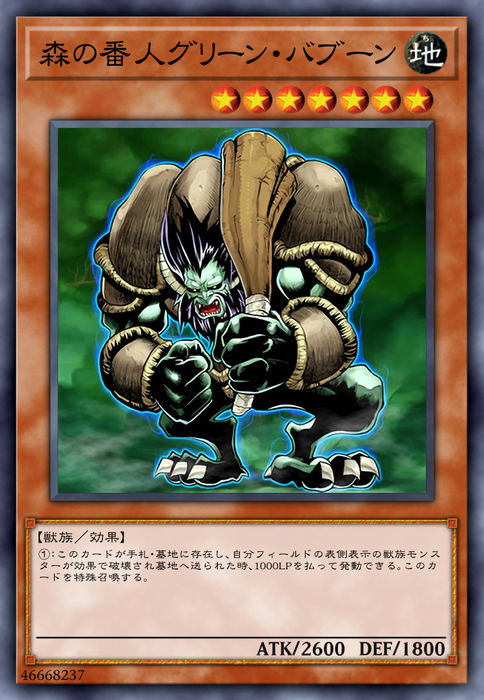 森の番人グリーン・バブーン
ち
地
【獣族／効果】
①：このカードが手札・墓地に存在し、自分フィールドの表側表示の獣族モンス
ターが効果で破壊され墓地へ送られた時、1000LPを払って発動できる。このカ
ードを特殊召喚する。
ATK/2600 DEF/1800
46668237